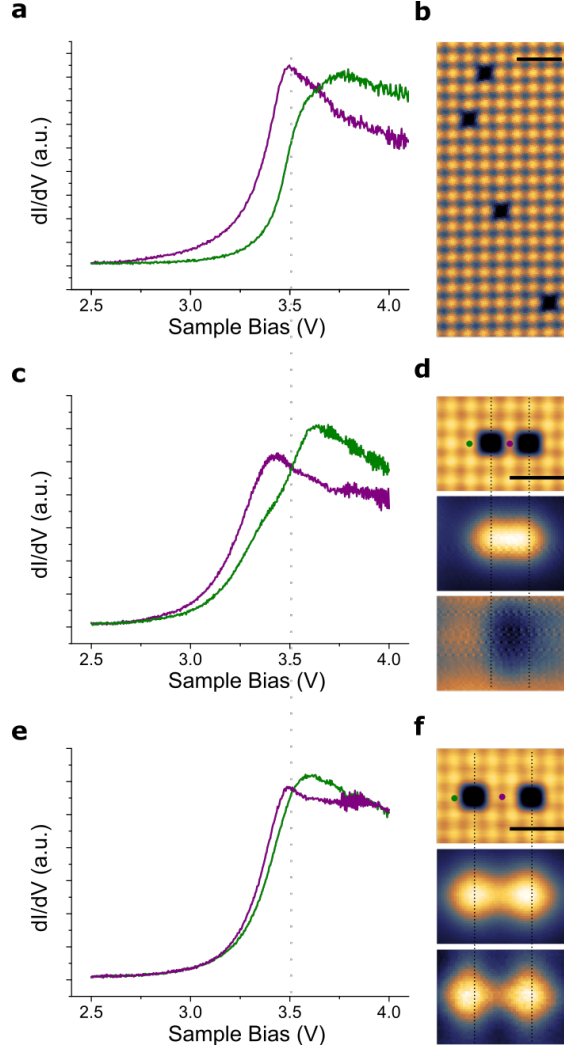 a
b
dI/dV (a.u.)
2.5 3.0 3.5 4.0
Sample Bias (V)
c
d
dI/dV (a.u.)
2.5 3.0 3.5 4.0
Sample Bias (V)
e
f
dI/dV (a.u.)
2.5 3.0 3.5 4.0
Sample Bias (V)